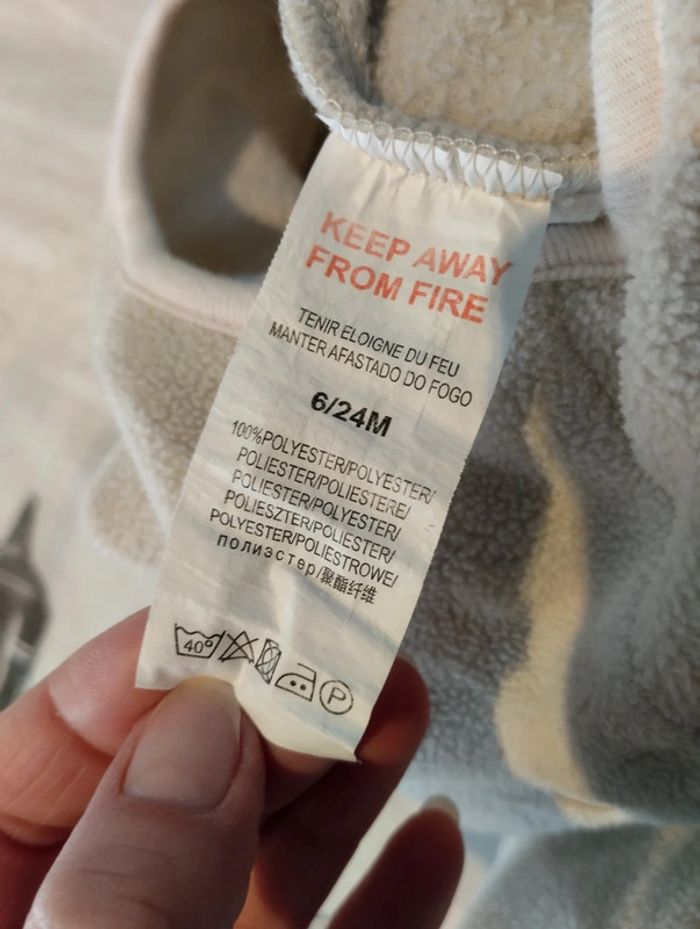 KEEP AWAY
FROM FIRE
TENIR ELOIGNE DU FEU
MANTER AFASTADO DO FOGO
6/24M
100%POLYESTER/POLYESTER/
POLIESTER/POLIESTERE/
POLIESTER/POLYESTER/
POLIESZTER/POLIESTER/
POLYESTER/POLIESTROWE/
полиэстер/聚酯纤维
40°
P